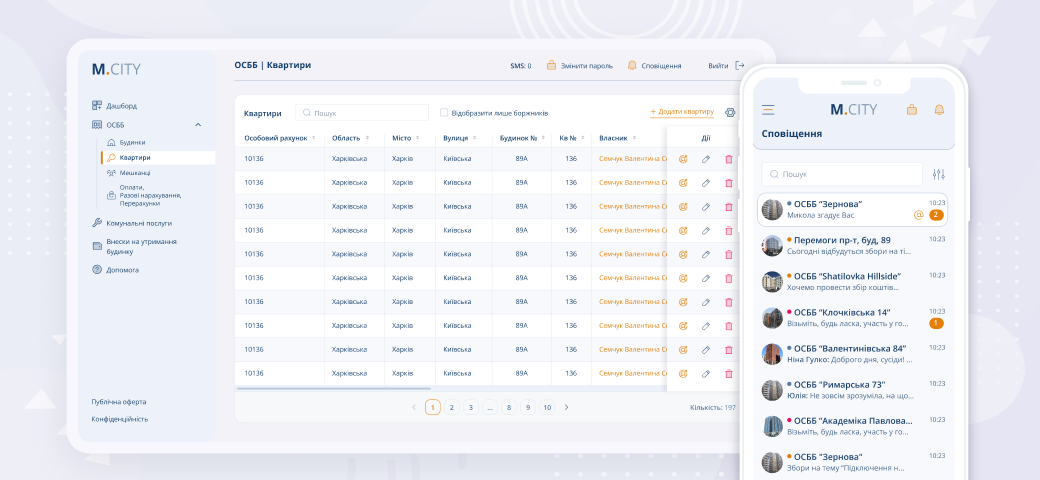 M.CITY
Дашборд
ОСББ
Будинки
Квартири
Мешканці
Оплати,
Разові нарахування,
Перерахунки
Комунальні послуги
Внески на утримання
будинку
Допомога
Публічна оферта
Конфіденційність
ОСББ | Квартири
SMS: 0
Змінити пароль
Сповіщення
Вийти
Квартири
Пошук
Відобразити лише боржників
+ Додати квартиру
Особовий рахунок Область Місто Вулиця Будинок № Кв № Власник Дії
10136 Харківська Харків Київська 89А 136 Семчук Валентина
10136 Харківська Харків Київська 89А 136 Семчук Валентина
10136 Харківська Харків Київська 89А 136 Семчук Валентина
10136 Харківська Харків Київська 89А 136 Семчук Валентина
10136 Харківська Харків Київська 89А 136 Семчук Валентина
10136 Харківська Харків Київська 89А 136 Семчук Валентина
10136 Харківська Харків Київська 89А 136 Семчук Валентина
10136 Харківська Харків Київська 89А 136 Семчук Валентина
10136 Харківська Харків Київська 89А 136 Семчук Валентина
10136 Харківська Харків Київська 89А 136 Семчук Валентина
1 2 3 ... 8 9 10
Кількість: 197
M.CITY
Сповіщення
Пошук
ОСББ “Зернова” 10:23
Микола згадує Вас @ 2
Перемоги пр-т, буд, 89 10:23
Сьогодні відбудуться збори на ті...
ОСББ “Shatilovka Hillside” 10:23
Хочемо провести збір коштів...
ОСББ “Клочківська 14” 10:23
Візьміть, будь ласка, участь у го... 1
ОСББ “Валентинівська 84” 10:23
Ніна Гулко: Доброго дня, сусіди! ...
ОСББ “Римарська 73” 10:23
Юлія: Не зовсім зрозуміла, на що...
ОСББ “Академіка Павлова... 10:23
Візьміть, будь ласка, участь у го...
ОСББ “Зернова” 10:23
Збори на тему “Підключення н...